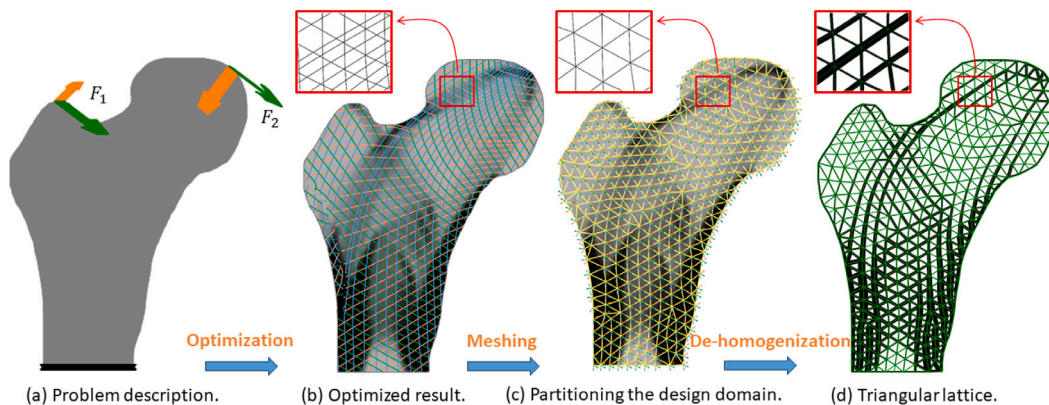 F₁
F₂
Optimization
Meshing
De-homogenization
(a) Problem description.
(b) Optimized result.
(c) Partitioning the design domain.
(d) Triangular lattice.